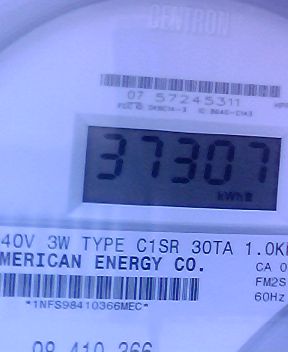 CENTRON
07 57245311
37307
kWh
40V 3W TYPE C1SR 30TA 1.0K
MERICAN ENERGY CO.
CA 0
FM2S
60Hz
*1NFS98410366MEC*
98 410 366